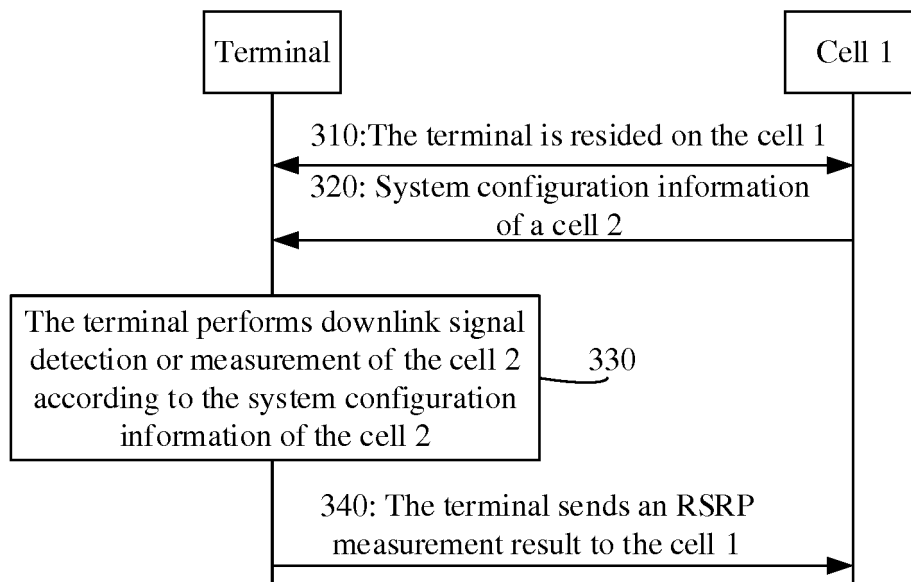 Terminal
Cell 1
310:The terminal is resided on the cell 1
320: System configuration information
of a cell 2
The terminal performs downlink signal
detection or measurement of the cell 2
according to the system configuration
information of the cell 2
330
340: The terminal sends an RSRP
measurement result to the cell 1